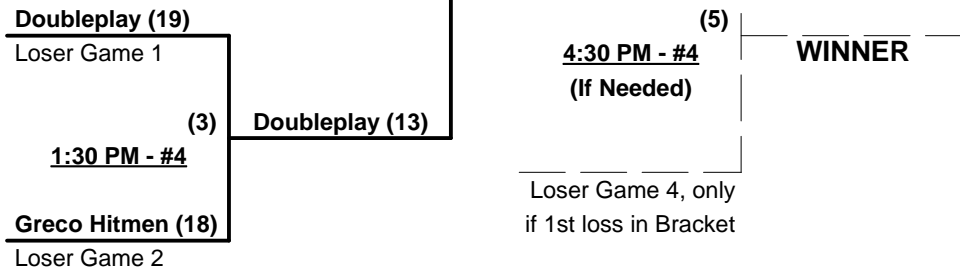 Doubleplay (19)
Loser Game 1
(3)
1:30 PM - #4
Doubleplay (13)
Greco Hitmen (18)
Loser Game 2
(5)
4:30 PM - #4
(If Needed)
WINNER
Loser Game 4, only
if 1st loss in Bracket